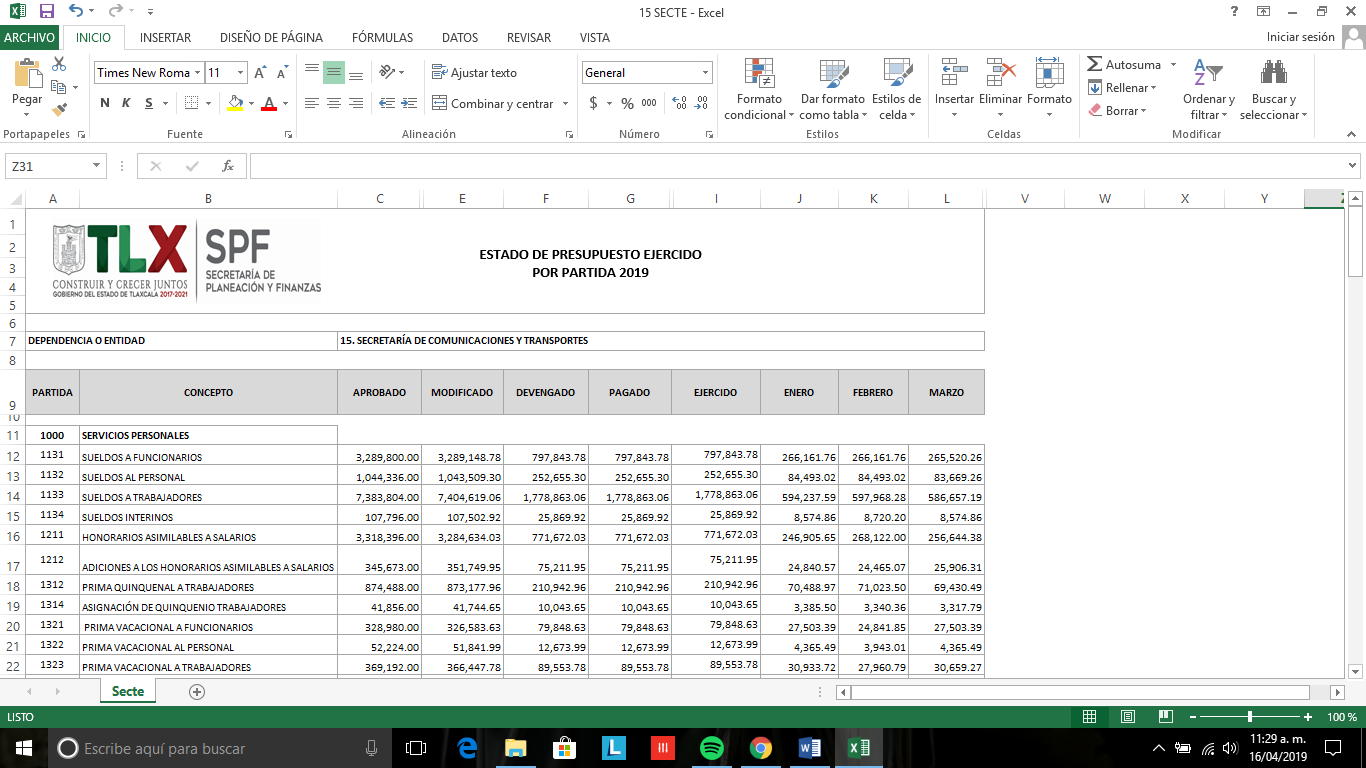 15 SECTE - Excel
ARCHIVO INICIO INSERTAR DISEÑO DE PÁGINA FÓRMULAS DATOS REVISAR VISTA Iniciar sesión
Pegar
Portapapeles
Times New Roma 11
N K S
Fuente
Ajustar texto
Combinar y centrar
Alineación
General
$ % 000
Número
Formato condicional
Dar formato como tabla
Estilos de celda
Estilos
Insertar Eliminar Formato
Celdas
Autosuma
Rellenar
Borrar
Ordenar y filtrar
Buscar y seleccionar
Modificar
Z31 fx
A B C E F G I J K L V W X Y
1
2
3
4
5
6
7
8
9
10
11
12
13
14
15
16
17
18
19
20
21
22
TLX
CONSTRUIR Y CRECER JUNTOS
GOBIERNO DEL ESTADO DE TLAXCALA 2017-2021
SPF
SECRETARÍA DE
PLANEACIÓN Y FINANZAS
ESTADO DE PRESUPUESTO EJERCIDO
POR PARTIDA 2019
DEPENDENCIA O ENTIDAD 15. SECRETARÍA DE COMUNICACIONES Y TRANSPORTES
PARTIDA CONCEPTO APROBADO MODIFICADO DEVENGADO PAGADO EJERCIDO ENERO FEBRERO MARZO
1000 SERVICIOS PERSONALES
1131 SUELDOS A FUNCIONARIOS 3,289,800.00 3,289,148.78 797,843.78 797,843.78 797,843.78 266,161.76 266,161.76 265,520.26
1132 SUELDOS AL PERSONAL 1,044,336.00 1,043,509.30 252,655.30 252,655.30 252,655.30 84,493.02 84,493.02 83,669.26
1133 SUELDOS A TRABAJADORES 7,383,804.00 7,404,619.06 1,778,863.06 1,778,863.06 1,778,863.06 594,237.59 597,968.28 586,657.19
1134 SUELDOS INTERINOS 107,796.00 107,502.92 25,869.92 25,869.92 25,869.92 8,574.86 8,720.20 8,574.86
1211 HONORARIOS ASIMILABLES A SALARIOS 3,318,396.00 3,284,634.03 771,672.03 771,672.03 771,672.03 246,905.65 268,122.00 256,644.38
1212 ADICIONES A LOS HONORARIOS ASIMILABLES A SALARIOS 345,673.00 351,749.95 75,211.95 75,211.95 75,211.95 24,840.57 24,465.07 25,906.31
1312 PRIMA QUINQUENAL A TRABAJADORES 874,488.00 873,177.96 210,942.96 210,942.96 210,942.96 70,488.97 71,023.50 69,430.49
1314 ASIGNACIÓN DE QUINQUENIO TRABAJADORES 41,856.00 41,744.65 10,043.65 10,043.65 10,043.65 3,385.50 3,340.36 3,317.79
1321 PRIMA VACACIONAL A FUNCIONARIOS 328,980.00 326,583.63 79,848.63 79,848.63 79,848.63 27,503.39 24,841.85 27,503.39
1322 PRIMA VACACIONAL AL PERSONAL 52,224.00 51,841.99 12,673.99 12,673.99 12,673.99 4,365.49 3,943.01 4,365.49
1323 PRIMA VACACIONAL A TRABAJADORES 369,192.00 366,447.78 89,553.78 89,553.78 89,553.78 30,933.72 27,960.79 30,659.27
Secte
LISTO 100 %
Escribe aquí para buscar
11:29 a. m.
16/04/2019